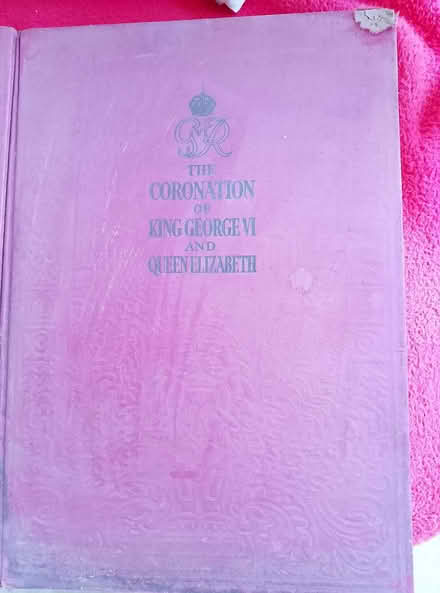 GR
THE
CORONATION
OF
KING GEORGE VI
AND
QUEEN ELIZABETH